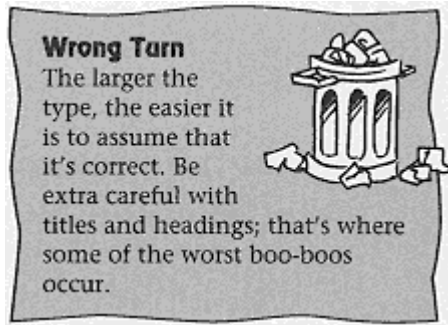 Wrong Turn
The larger the
type, the easier it
is to assume that
it's correct. Be
extra careful with
titles and headings; that's where
some of the worst boo-boos
occur.